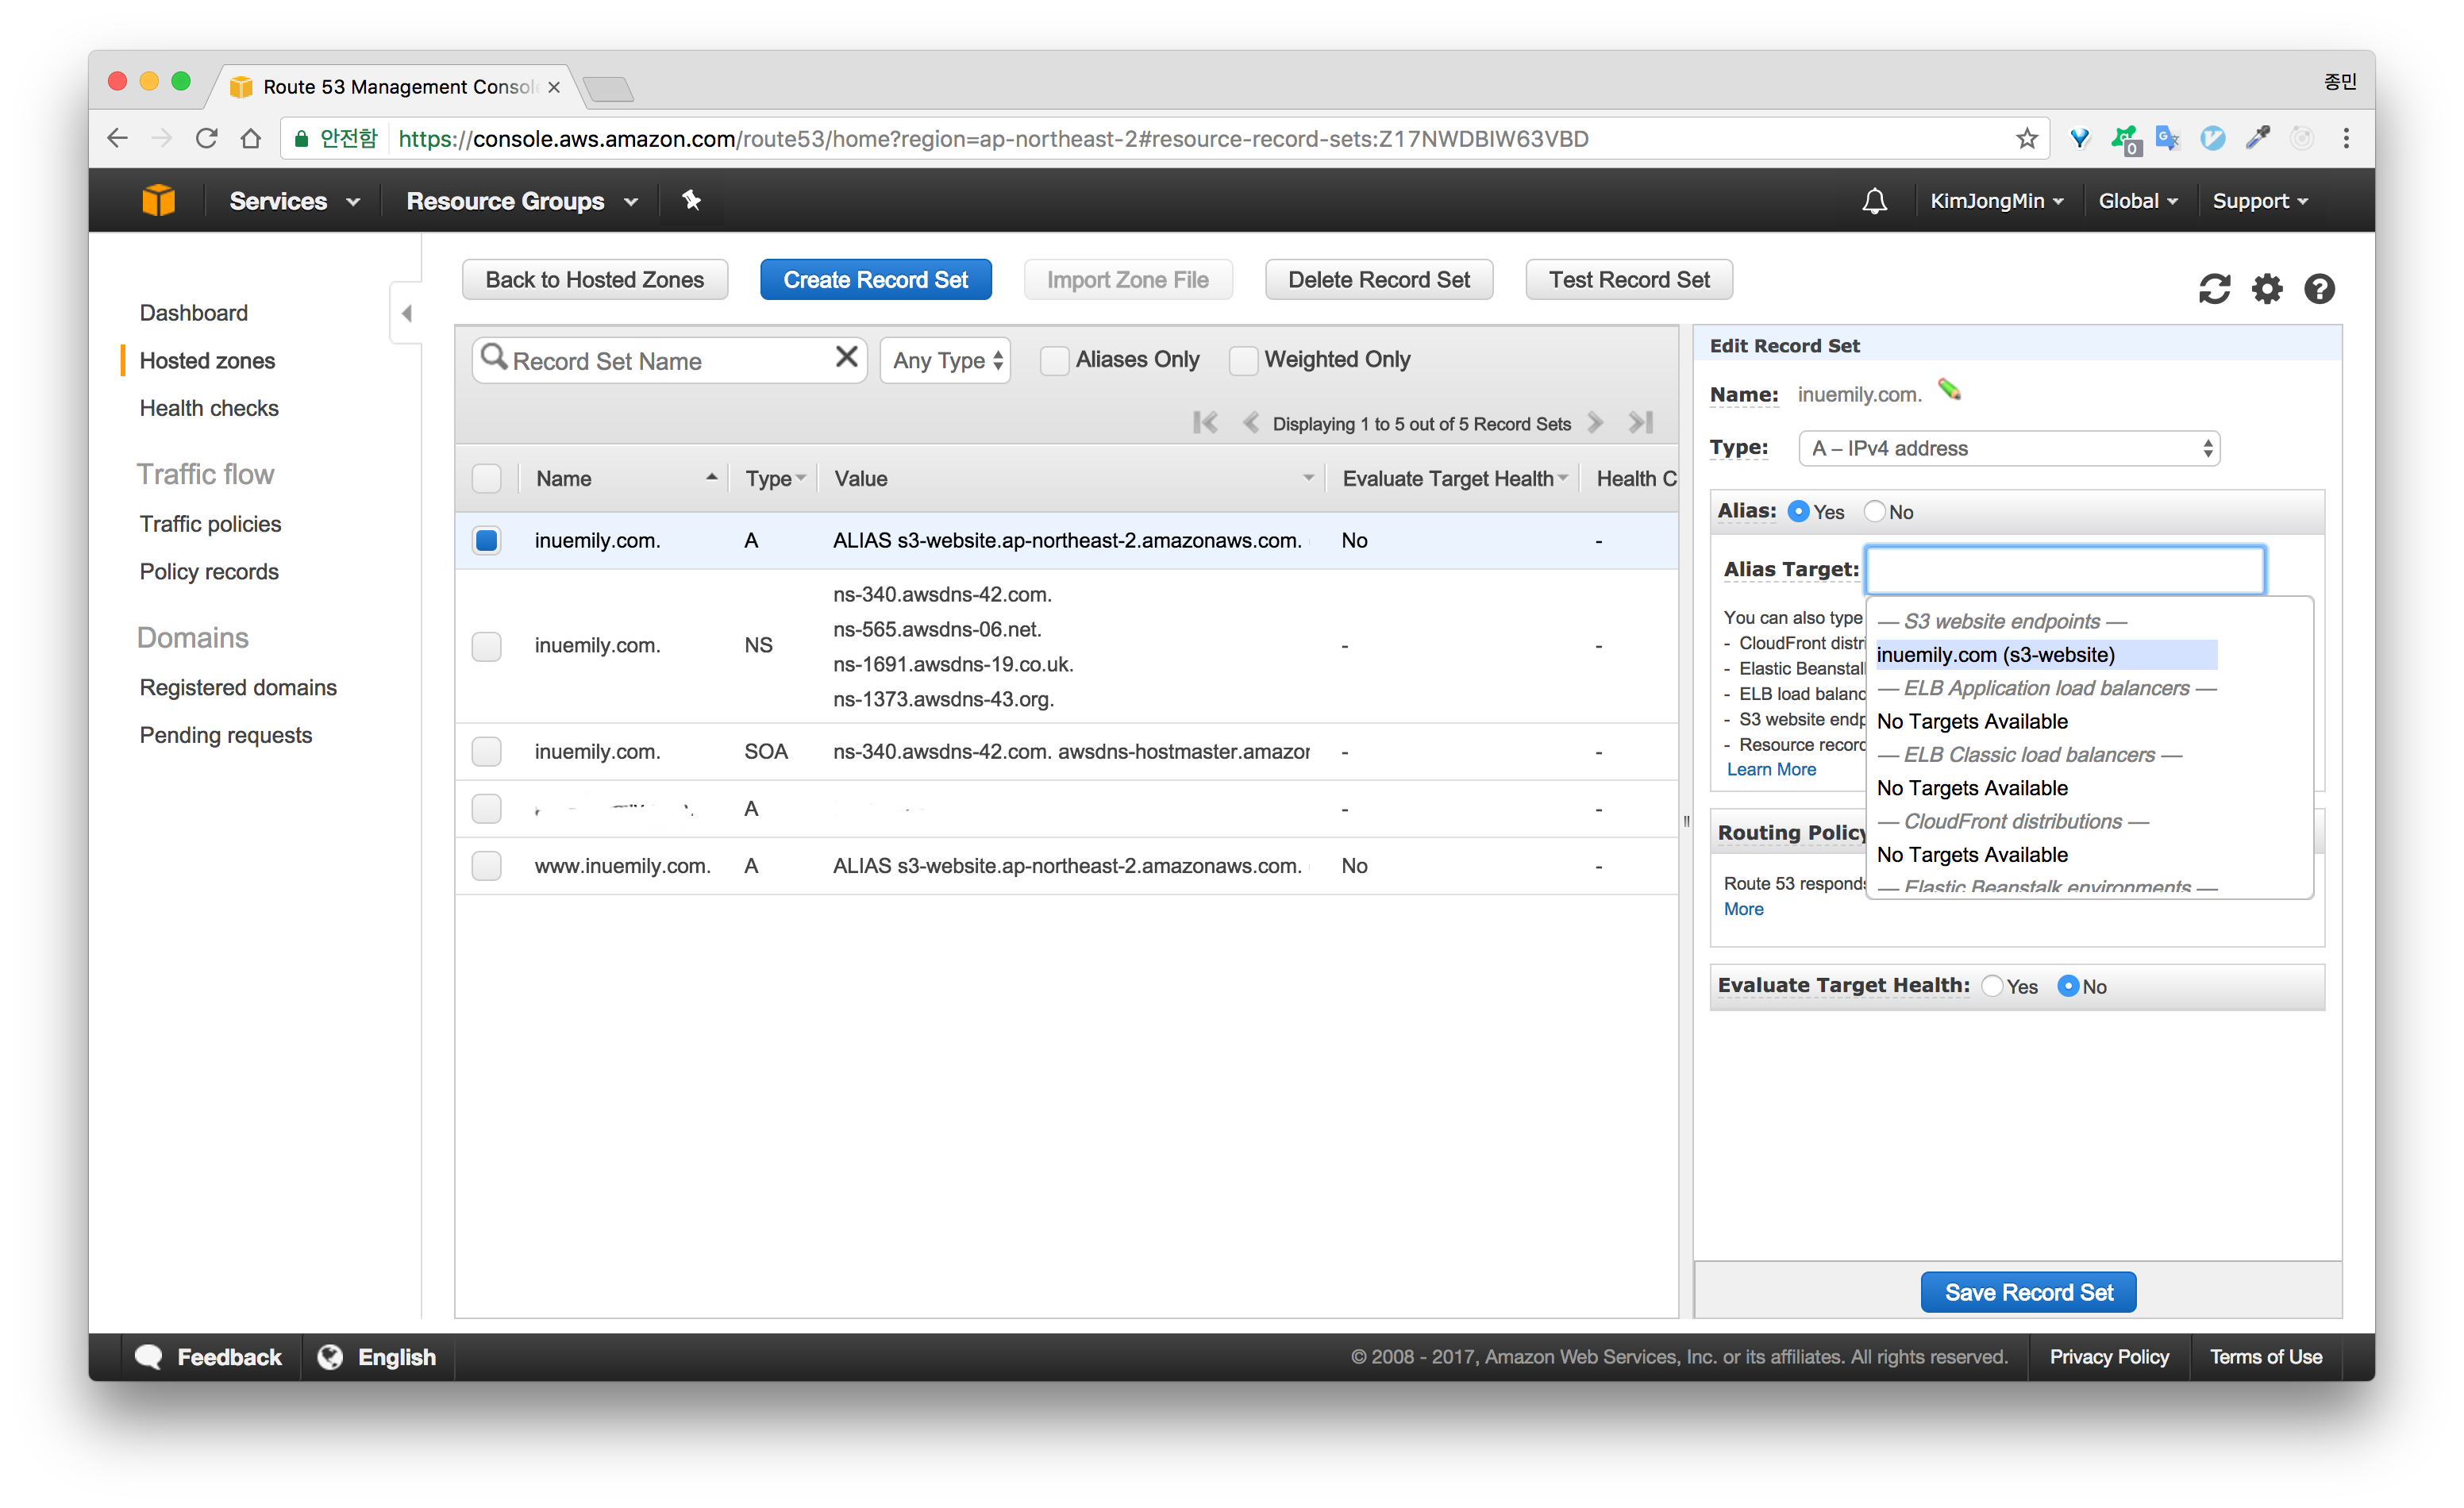 Route 53 Management Consol
종민
안전함 https://console.aws.amazon.com/route53/home?region=ap-northeast-2#resource-record-sets:Z17NWDBIW63VBD
0
Services Resource Groups KimJongMin Global Support
Dashboard
Hosted zones
Health checks
Traffic flow
Traffic policies
Policy records
Domains
Registered domains
Pending requests
Back to Hosted Zones Create Record Set Import Zone File Delete Record Set Test Record Set
Record Set Name Any Type Aliases Only Weighted Only
Displaying 1 to 5 out of 5 Record Sets
Name Type Value Evaluate Target Health Health C
inuemily.com. A ALIAS s3-website.ap-northeast-2.amazonaws.com. No -
ns-340.awsdns-42.com.
ns-565.awsdns-06.net.
inuemily.com. NS - -
ns-1691.awsdns-19.co.uk.
ns-1373.awsdns-43.org.
inuemily.com. SOA ns-340.awsdns-42.com. awsdns-hostmaster.amazor - -
A - -
www.inuemily.com. A ALIAS s3-website.ap-northeast-2.amazonaws.com. No -
Edit Record Set
Name: inuemily.com.
Type: A – IPv4 address
Alias: Yes No
Alias Target:
You can also type
- CloudFront distri
- Elastic Beanstall
- ELB load balanc
- S3 website endp
- Resource record
Learn More
— S3 website endpoints —
inuemily.com (s3-website)
— ELB Application load balancers —
No Targets Available
— ELB Classic load balancers —
No Targets Available
— CloudFront distributions —
No Targets Available
— Elastic Beanstalk environments —
Routing Policy
Route 53 responds
More
Evaluate Target Health: Yes No
Save Record Set
Feedback English © 2008 - 2017, Amazon Web Services, Inc. or its affiliates. All rights reserved. Privacy Policy Terms of Use